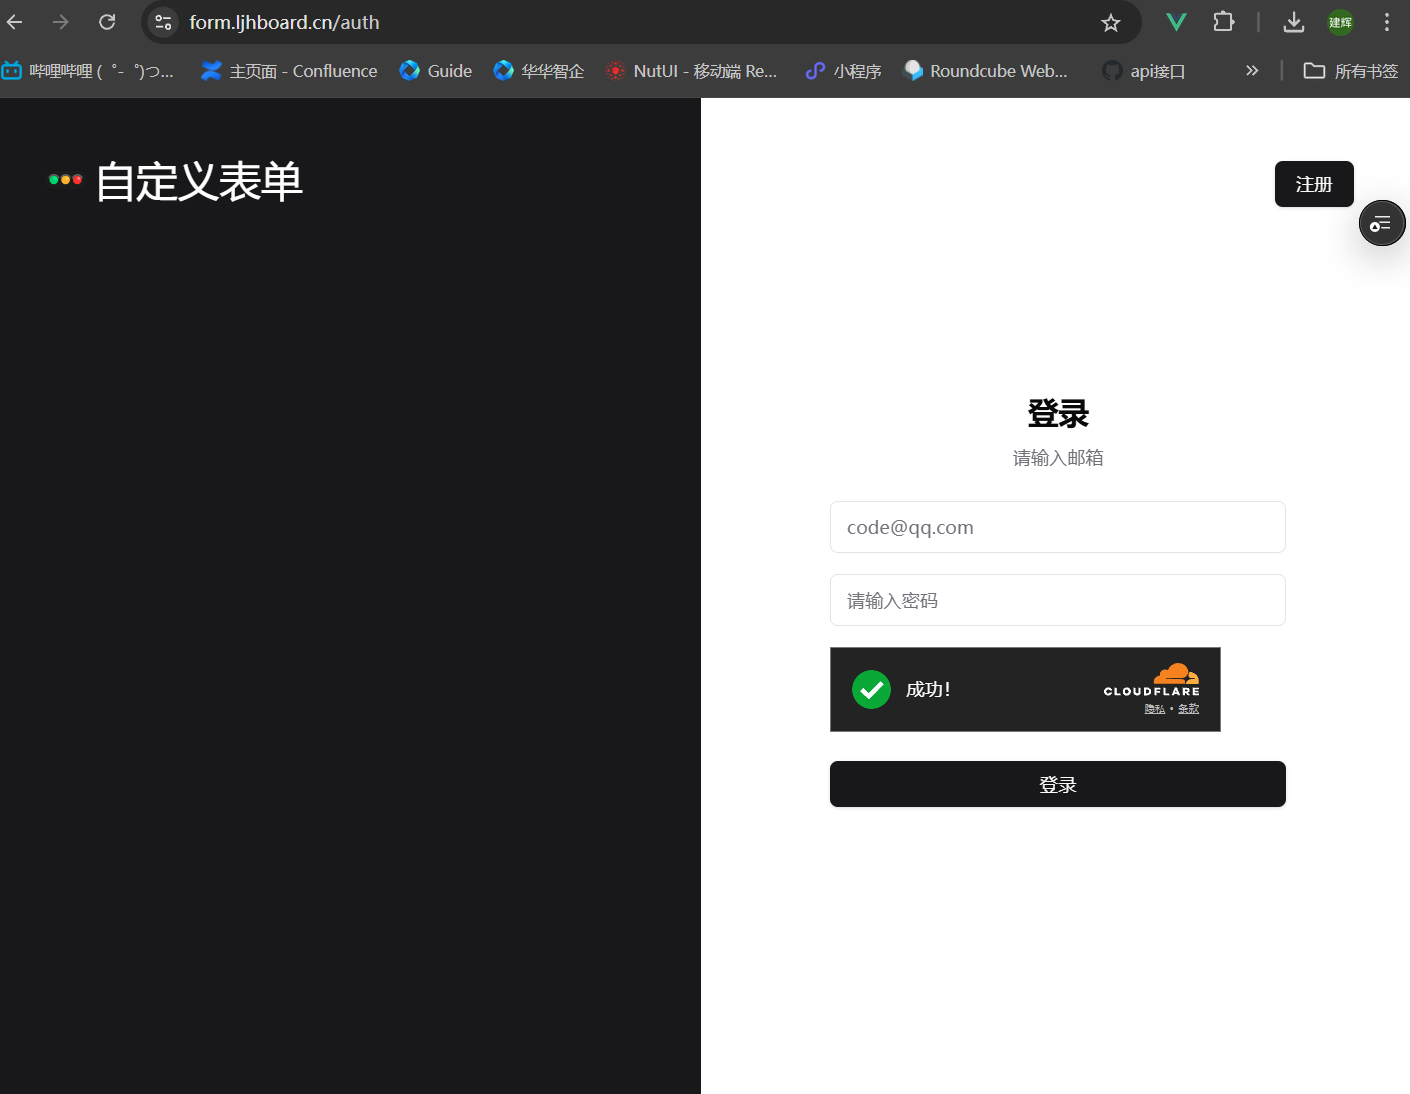 form.ljhboard.cn/auth
建辉
哔哩哔哩 (゜-゜)つ...
主页面 - Confluence
Guide
华华智企
NutUI - 移动端 Re...
小程序
Roundcube Web...
api接口
所有书签
自定义表单
注册
登录
请输入邮箱
code@qq.com
请输入密码
成功！
CLOUDFLARE
隐私 • 条款
登录